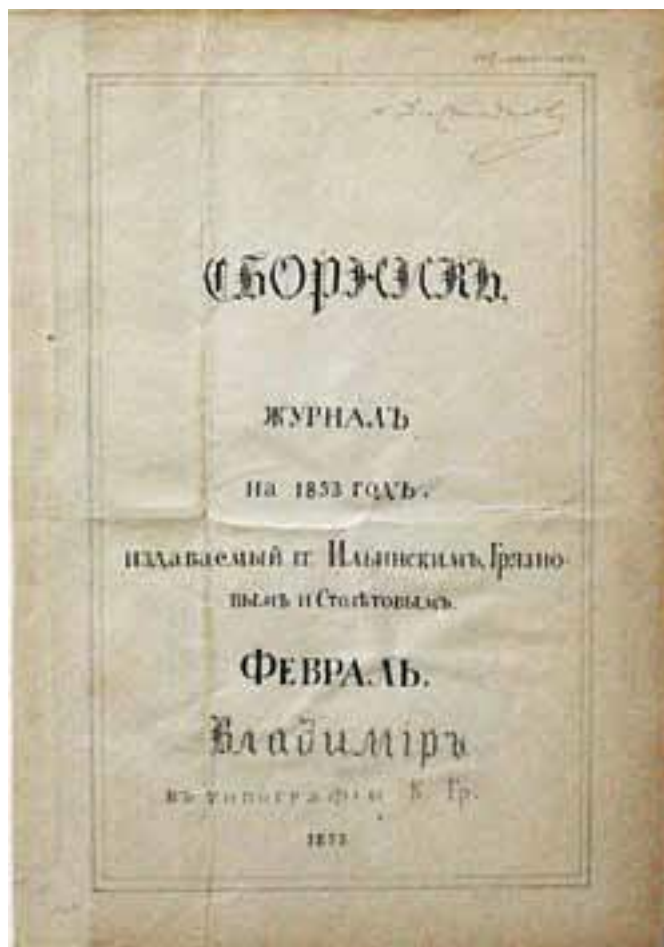 СБОРНИКЪ.
ЖУРНАЛЪ
на 1853 годъ.
издаваемый гг. Ильинскимъ, Грязно-
вымъ и Столѣтовымъ.
ФЕВРАЛЬ.
Владимiръ
въ типографiи К. Гр.
1853